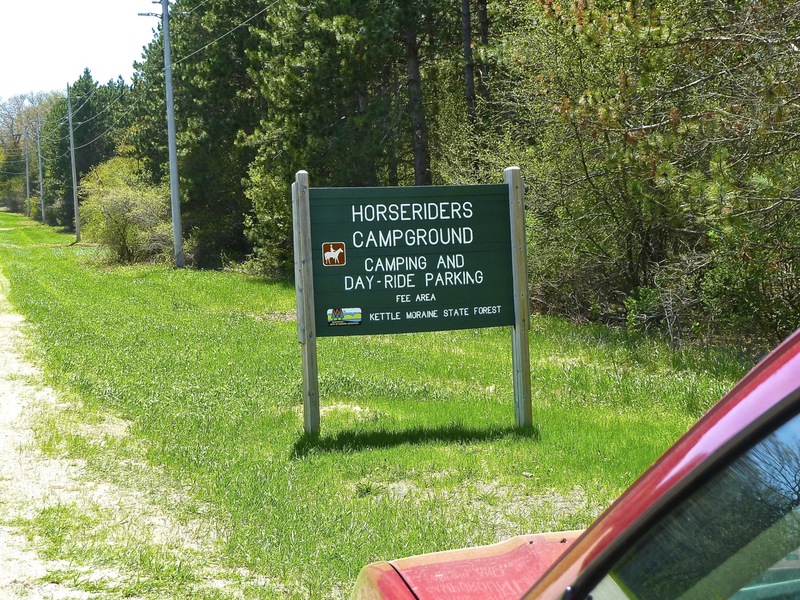 HORSERIDERS
CAMPGROUND
CAMPING AND
DAY-RIDE PARKING
FEE AREA
KETTLE MORAINE STATE FOREST